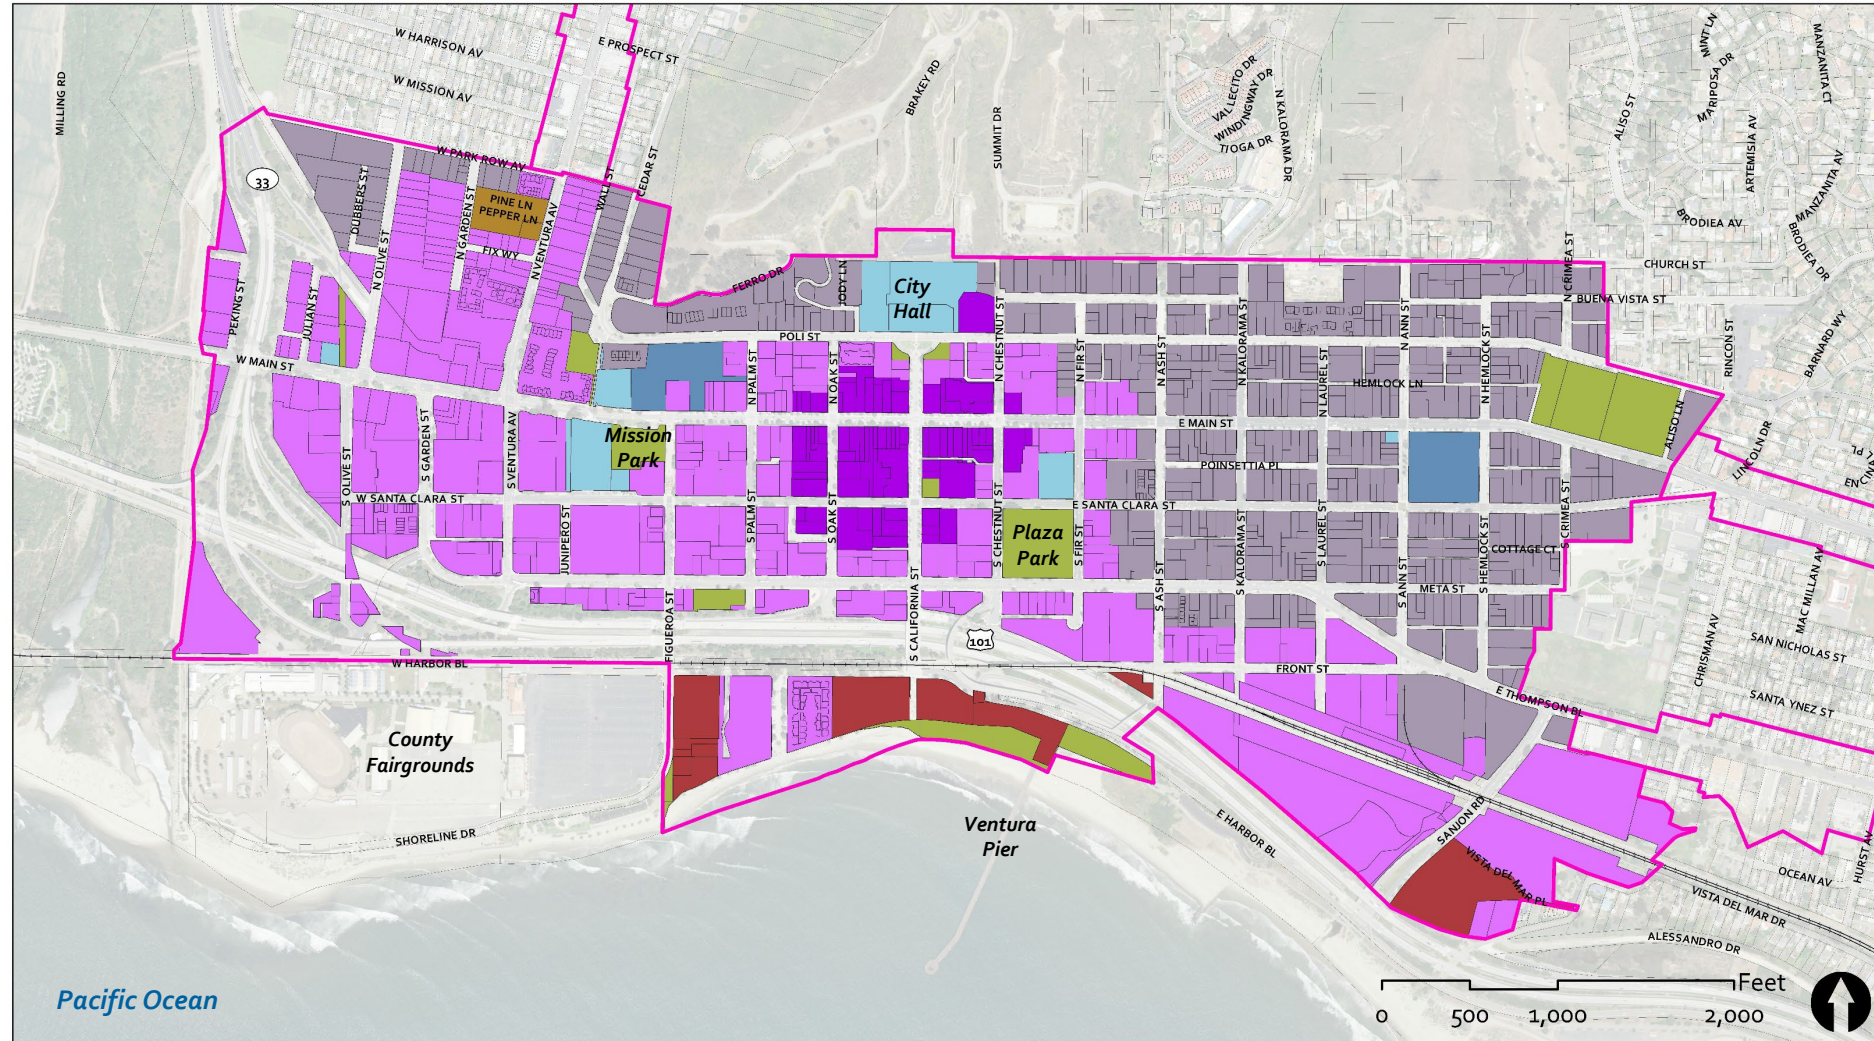 W HARRISON AV
E PROSPECT ST
W MISSION AV
MILLING RD
BRAKEY RD
SUMMIT DR
VALLECITO DR
WINDINGWAY DR
TIOGA DR
N KALORAMA DR
ALISO ST
MINT LN
MARIPOSA DR
MANZANITA CT
ARTEMISIA AV
MANZANITA AV
BRODIEA AV
BRODIEA DR
33
W PARK ROW AV
DUBBERS ST
N OLIVE ST
N GARDEN ST
PINE LN
PEPPER LN
FIX WY
N VENTURA AV
WALL ST
CEDAR ST
FERRO DR
JODY LN
City
Hall
N CRIMEA ST
CHURCH ST
BUENA VISTA ST
PEKING ST
JULIAN ST
W MAIN ST
POLI ST
N PALM ST
N OAK ST
N CHESTNUT ST
N FIR ST
N ASH ST
N KALORAMA ST
N LAUREL ST
N ANN ST
HEMLOCK LN
N HEMLOCK ST
RINCON ST
BARNARD WY
ALISO LN
LINCOLN DR
E MAIN ST
Mission
Park
POINSETTIA PL
S OLIVE ST
S GARDEN ST
S VENTURA AV
W SANTA CLARA ST
JUNIPERO ST
FIGUEROA ST
S PALM ST
S OAK ST
S CALIFORNIA ST
S CHESTNUT ST
E SANTA CLARA ST
Plaza
Park
S FIR ST
S ASH ST
S KALORAMA ST
S LAUREL ST
S ANN ST
S HEMLOCK ST
S CRIMEA ST
COTTAGE CT
META ST
MAC MILLAN AV
CHRISMAN AV
SAN NICHOLAS ST
SANTA YNEZ ST
101
W HARBOR BL
FRONT ST
E THOMPSON BL
County
Fairgrounds
SHORELINE DR
Ventura
Pier
E HARBOR BL
SANJON RD
VISTA DEL MAR PL
VISTA DEL MAR DR
OCEAN AV
HURST AV
ALESSANDRO DR
Pacific Ocean
Feet
0 500 1,000 2,000